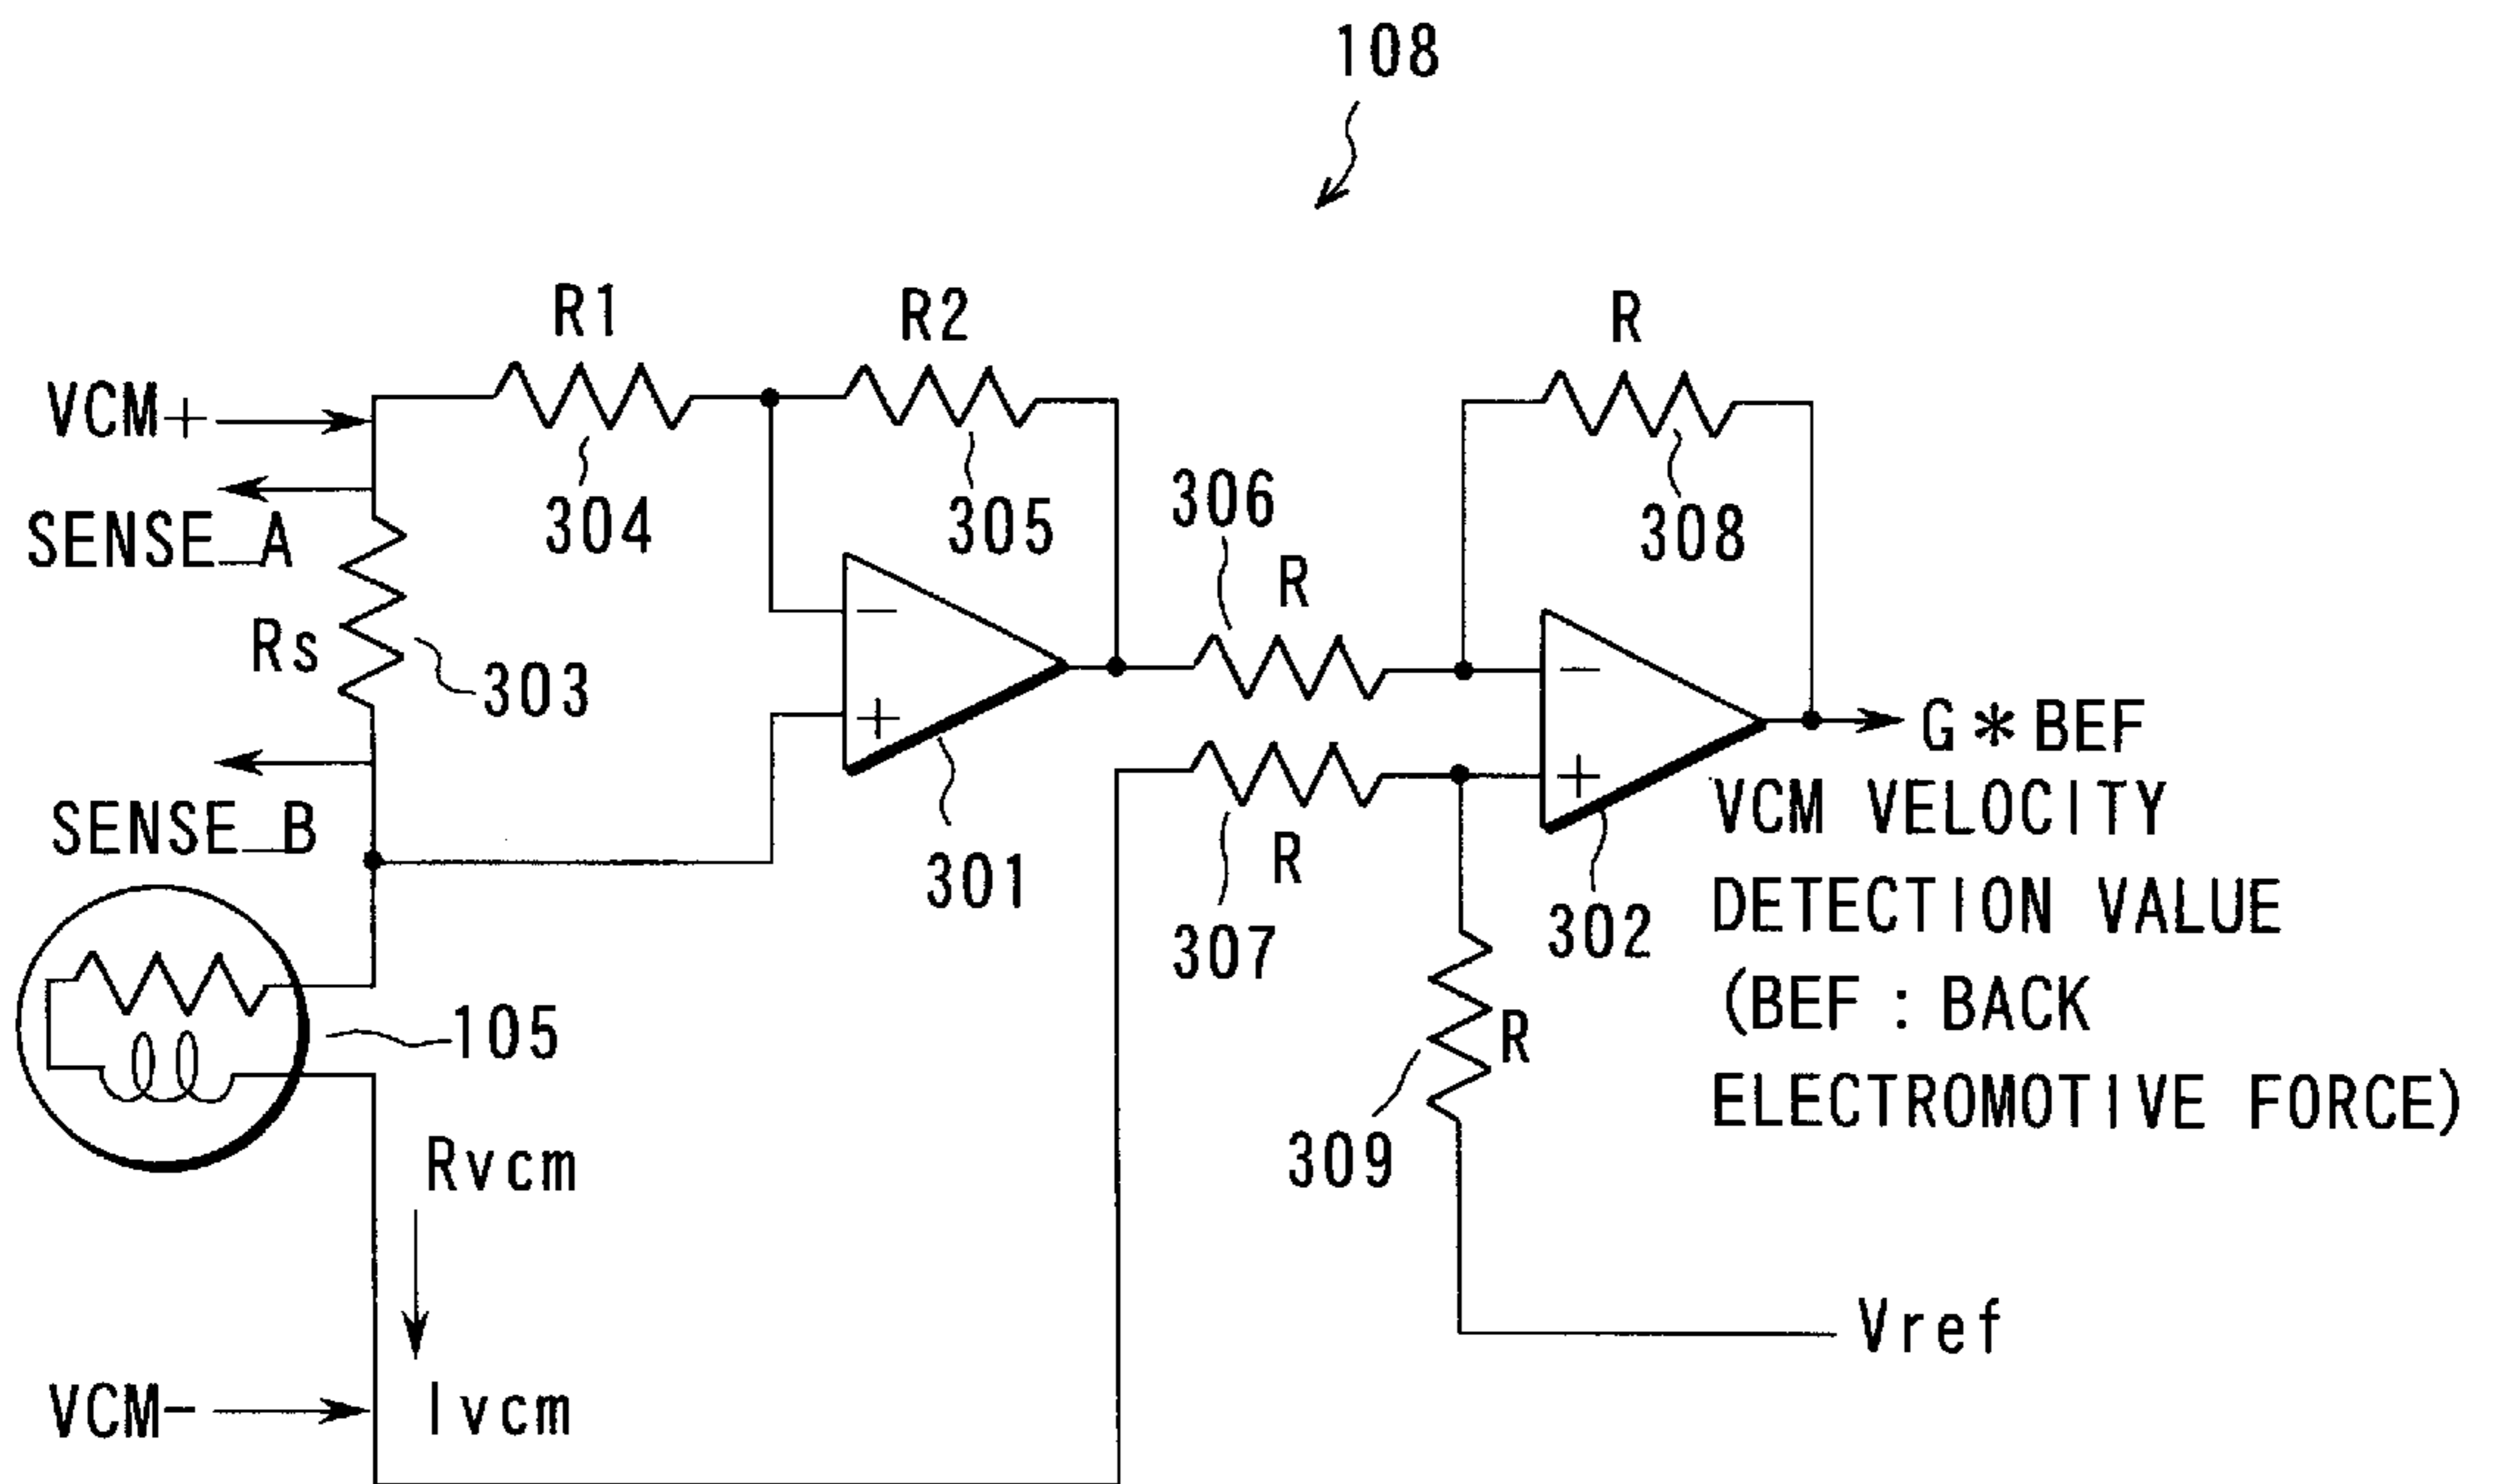 108
R1
R2
R
VCM+
SENSE_A
304
305
306
308
R
Rs
303
G*BEF
SENSE_B
301
R
307
302
VCM VELOCITY
DETECTION VALUE
(BEF : BACK
ELECTROMOTIVE FORCE)
105
R
309
Rvcm
Vref
VCM-
Ivcm
+
-
+
-